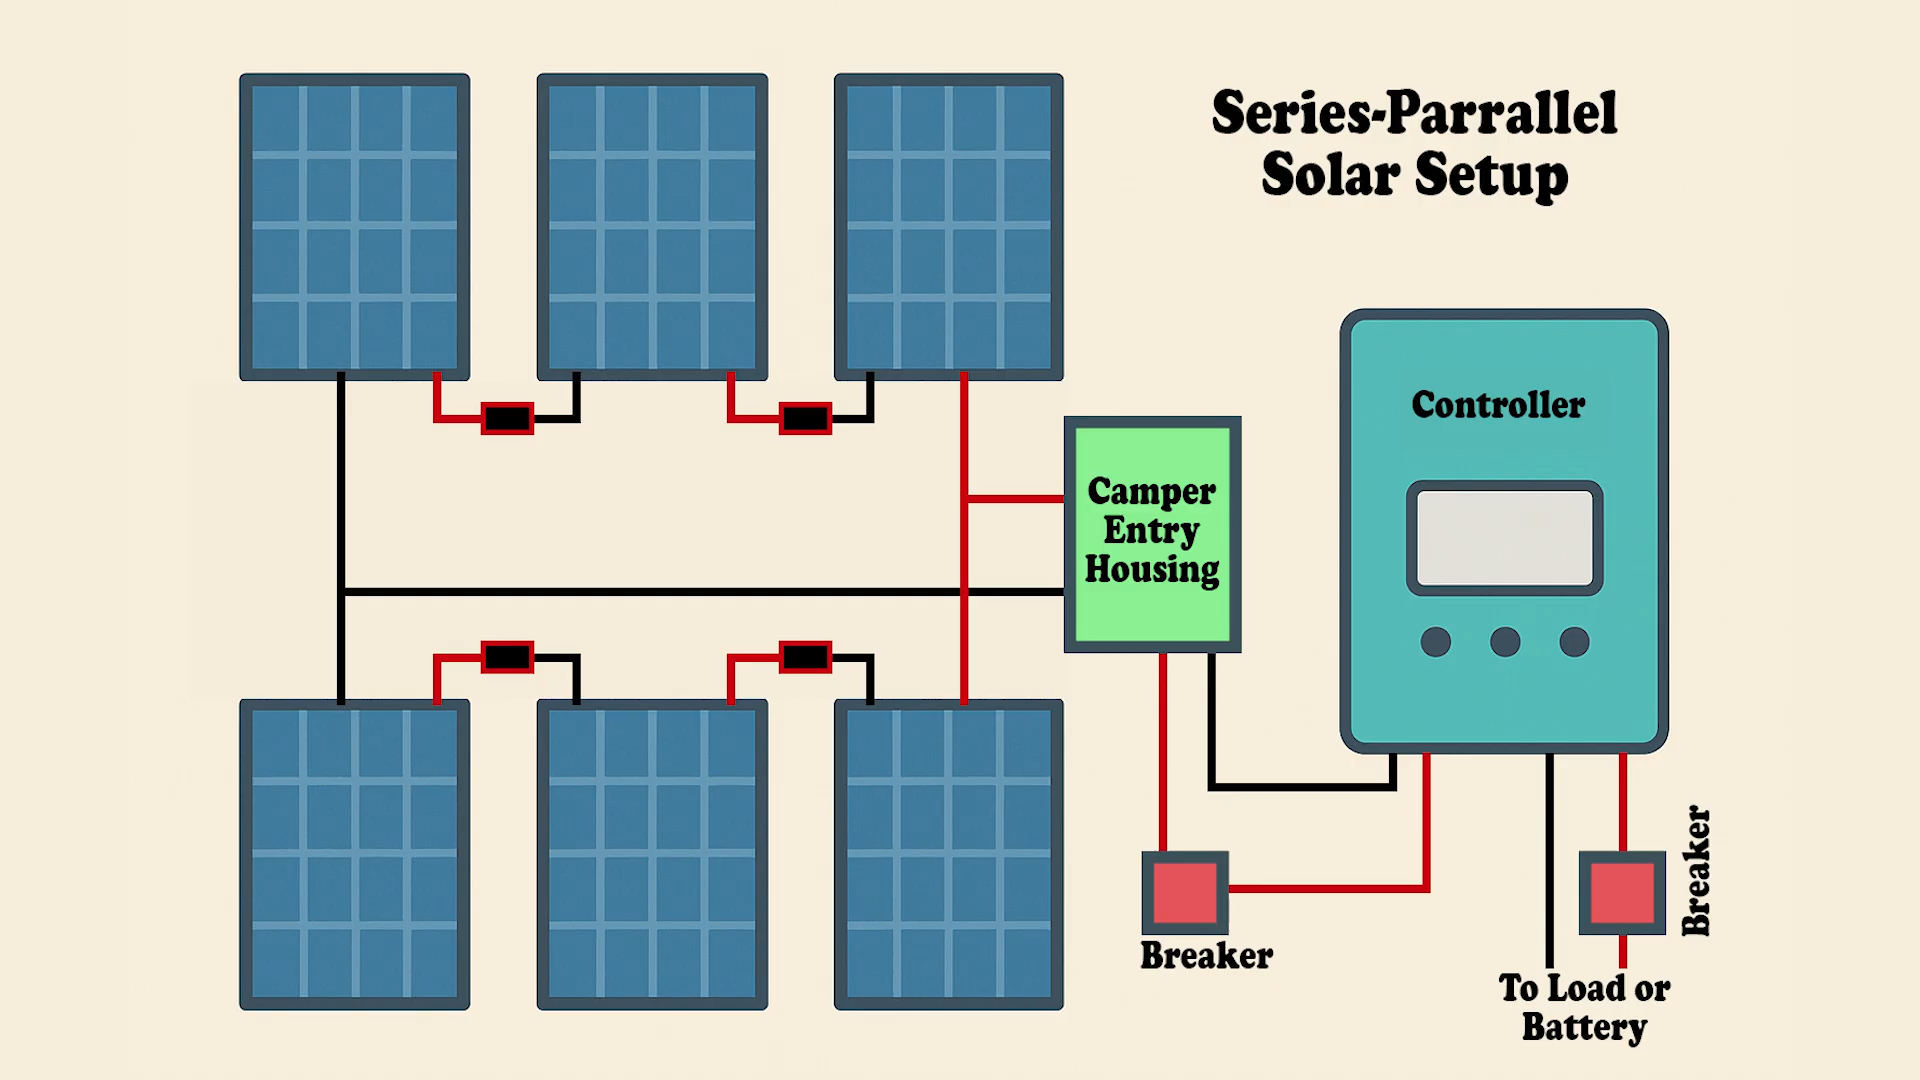 Series-Parrallel
Solar Setup
Controller
Camper
Entry
Housing
Breaker
Breaker
To Load or
Battery